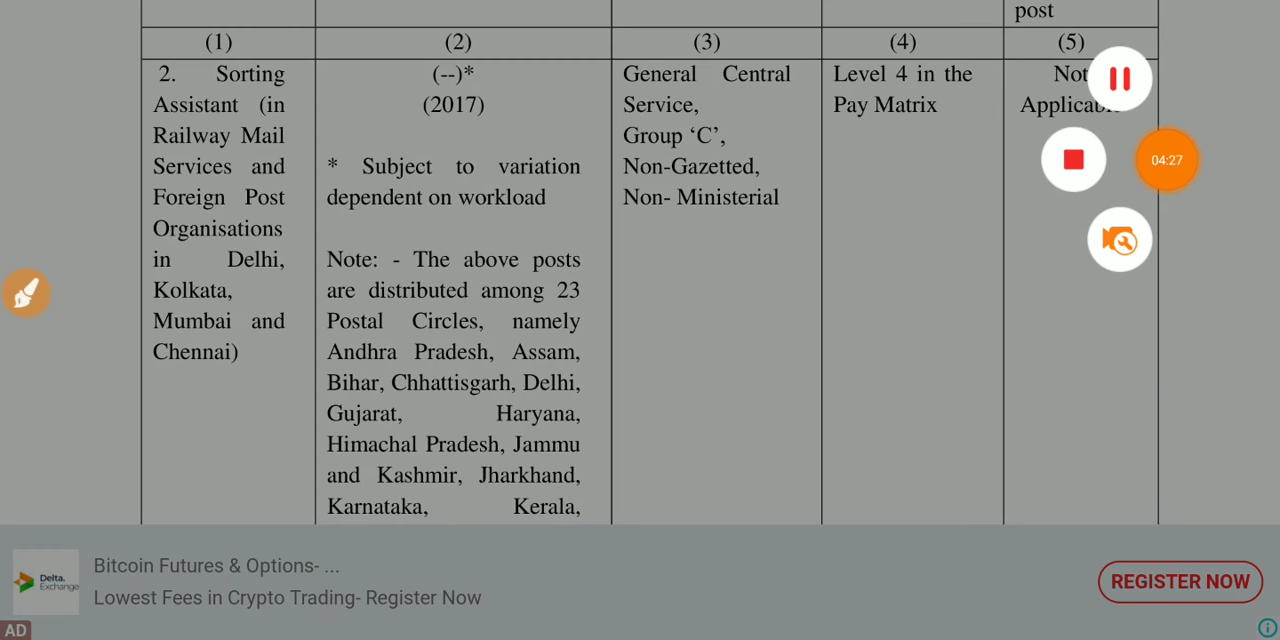 post
(1)
(2)
(3)
(4)
(5)
2. Sorting
Assistant (in
Railway Mail
Services and
Foreign Post
Organisations
in Delhi,
Kolkata,
Mumbai and
Chennai)
(--)*
(2017)
* Subject to variation
dependent on workload
Note: - The above posts
are distributed among 23
Postal Circles, namely
Andhra Pradesh, Assam,
Bihar, Chhattisgarh, Delhi,
Gujarat, Haryana,
Himachal Pradesh, Jammu
and Kashmir, Jharkhand,
Karnataka, Kerala,
General Central
Service,
Group ‘C’,
Non-Gazetted,
Non- Ministerial
Level 4 in the
Pay Matrix
Not
Applicab
04:27
Delta.
Exchange
Bitcoin Futures & Options- ...
Lowest Fees in Crypto Trading- Register Now
REGISTER NOW
AD